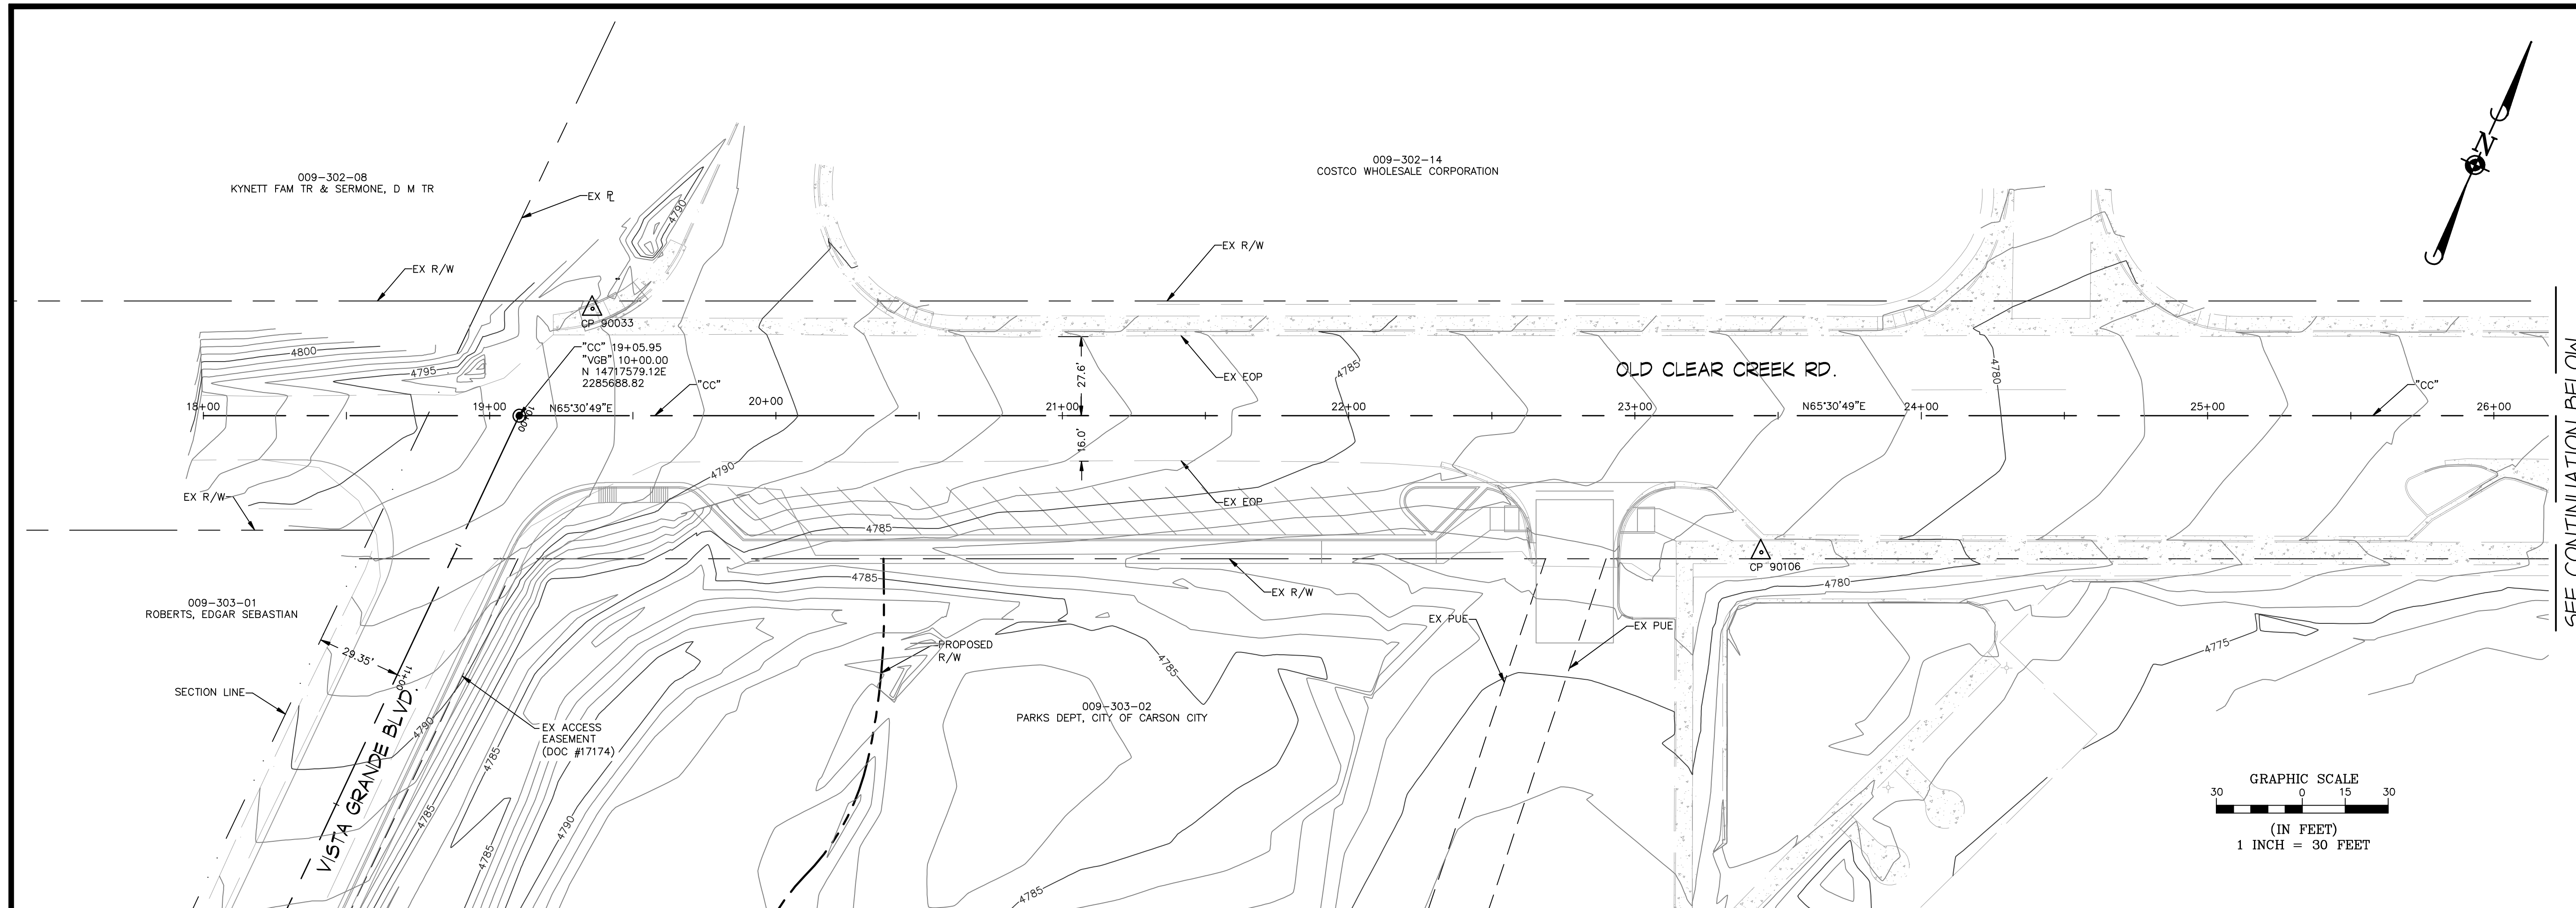 009-302-08
KYNETT FAM TR & SERMONE, D M TR
009-302-14
COSTCO WHOLESALE CORPORATION
N
EX PL
4790
EX R/W
EX R/W
CP 90033
"CC" 19+05.95
"VGB" 10+00.00
N 14717579.12E
2285688.82
4800
4795
27.6'
EX EOP
4785
OLD CLEAR CREEK RD.
4780
"CC"
"CC"
18+00
19+00
10+00
N65°30'49"E
20+00
21+00
22+00
23+00
N65°30'49"E
24+00
25+00
26+00
16.0'
SEE CONTINUATION BELOW
4790
EX R/W
EX EOP
4785
CP 90106
4785
EX R/W
4780
009-303-01
ROBERTS, EDGAR SEBASTIAN
EX PUE
EX PUE
29.35'
PROPOSED
R/W
4785
4775
11+00
SECTION LINE
009-303-02
PARKS DEPT, CITY OF CARSON CITY
VISTA GRANDE BLVD.
4790
EX ACCESS
EASEMENT
(DOC #17174)
4785
4785
4790
4785
4785
GRAPHIC SCALE
30 0 15 30
(IN FEET)
1 INCH = 30 FEET